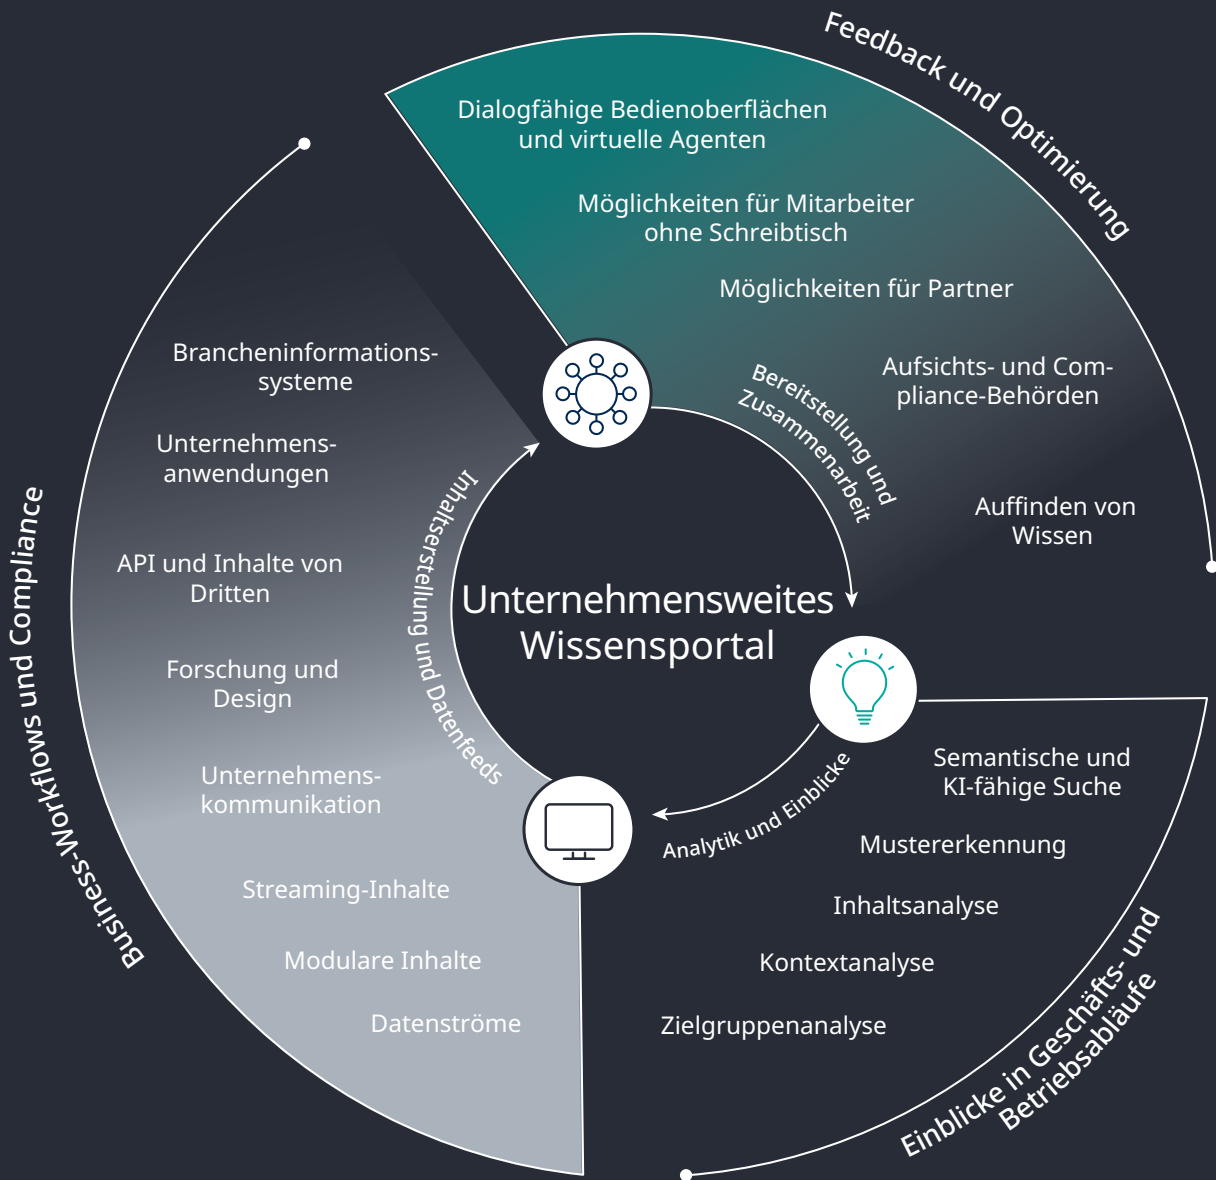 Feedback und Optimierung
Dialogfähige Bedienoberflächen
und virtuelle Agenten
Möglichkeiten für Mitarbeiter
ohne Schreibtisch
Möglichkeiten für Partner
Aufsichts- und Com-
pliance-Behörden
Auffinden von
Wissen
Bereitstellung und
Zusammenarbeit
Business-Workflows und Compliance
Brancheninformations-
systeme
Unternehmens-
anwendungen
API und Inhalte von
Dritten
Forschung und
Design
Unternehmens-
kommunikation
Streaming-Inhalte
Modulare Inhalte
Datenströme
Inhaltserstellung und Datenfeeds
Unternehmensweites
Wissensportal
Analytik und Einblicke
Semantische und
KI-fähige Suche
Mustererkennung
Inhaltsanalyse
Kontextanalyse
Zielgruppenanalyse
Einblicke in Geschäfts- und
Betriebsabläufe